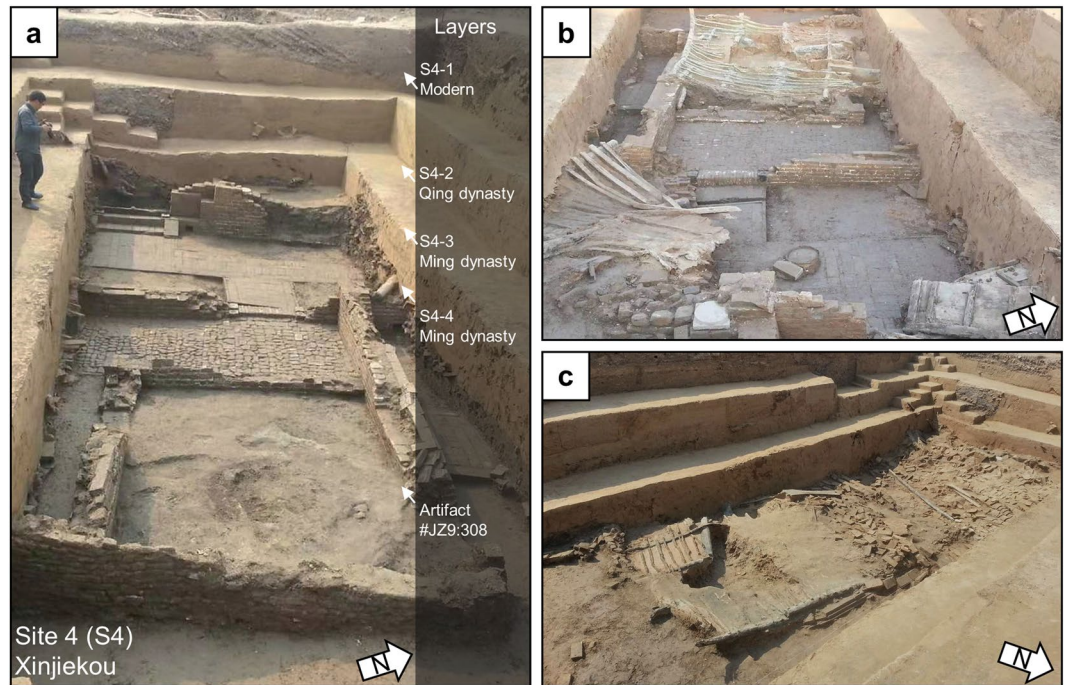 a
Layers
S4-1
Modern
S4-2
Qing dynasty
S4-3
Ming dynasty
S4-4
Ming dynasty
Artifact
#JZ9:308
Site 4 (S4)
Xinjiekou
N
b
N
c
N